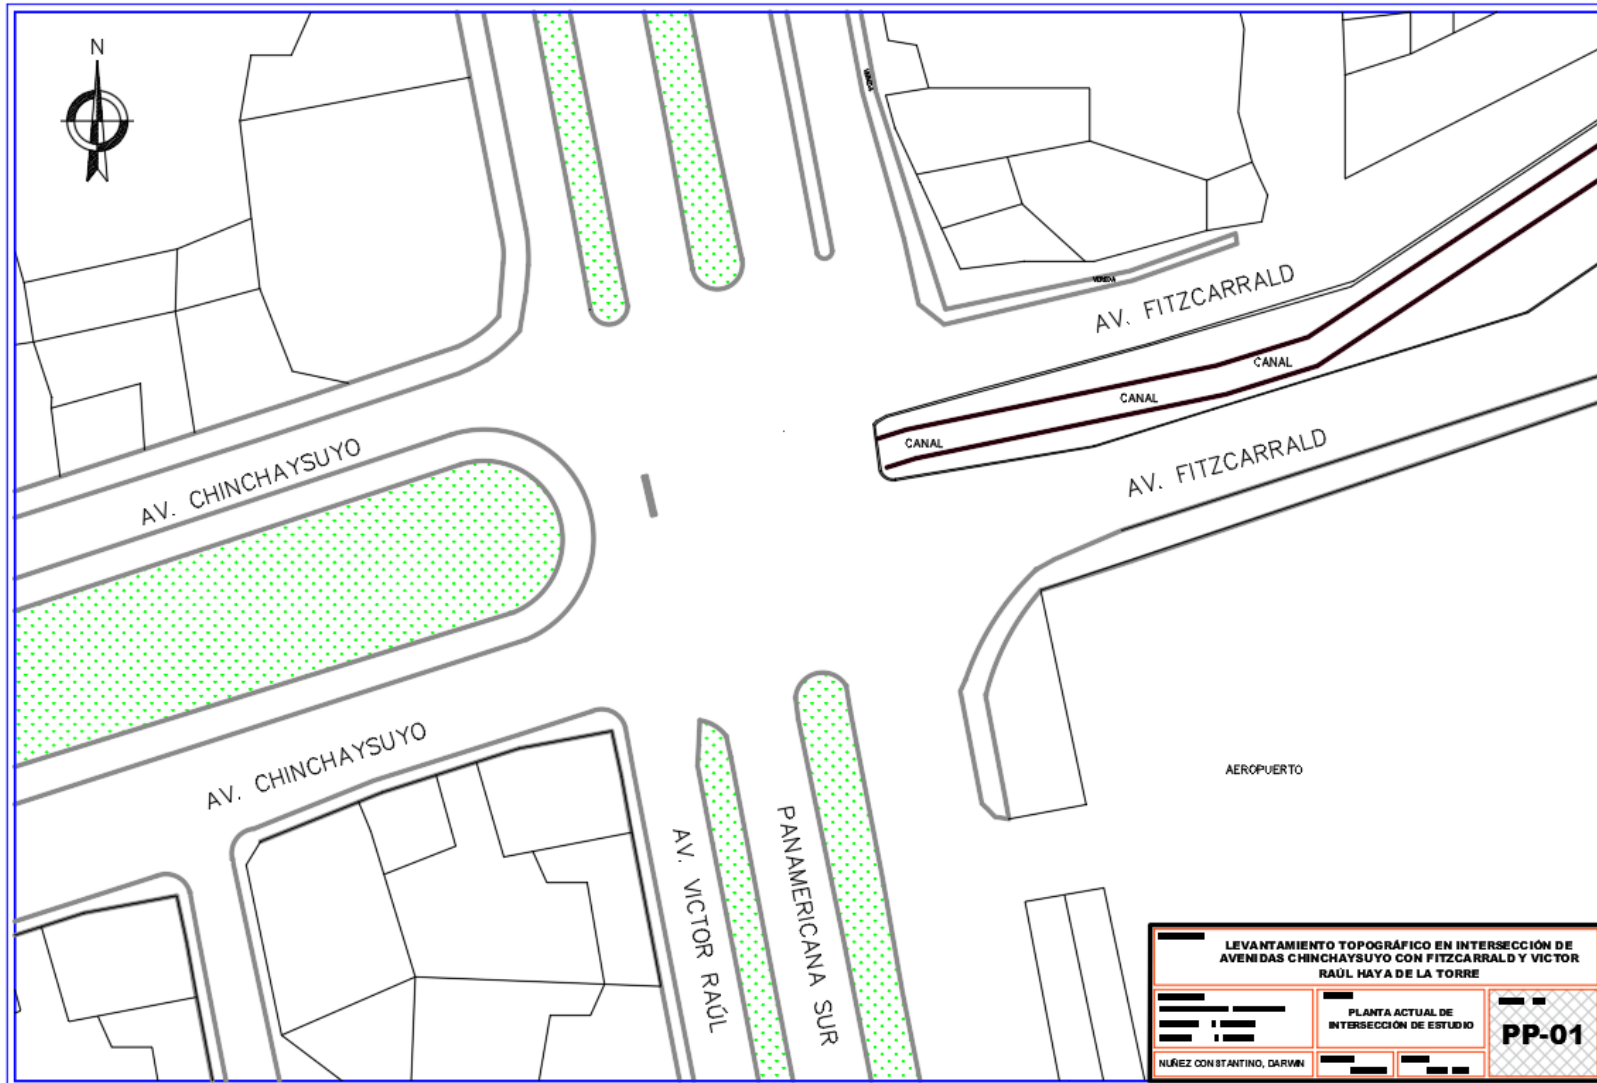 N
VEREDA
VEREDA
AV. FITZCARRALD
CANAL
CANAL
CANAL
AV. FITZCARRALD
AV. CHINCHAYSUYO
AV. CHINCHAYSUYO
AV. VICTOR RAÚL
PANAMERICANA SUR
AEROPUERTO
LEVANTAMIENTO TOPOGRÁFICO EN INTERSECCIÓN DE
AVENIDAS CHINCHAYSUYO CON FITZCARRALD Y VICTOR
RAÚL HAYA DE LA TORRE
PLANTA ACTUAL DE
INTERSECCIÓN DE ESTUDIO
PP-01
NUÑEZ CONSTANTINO, DARWIN